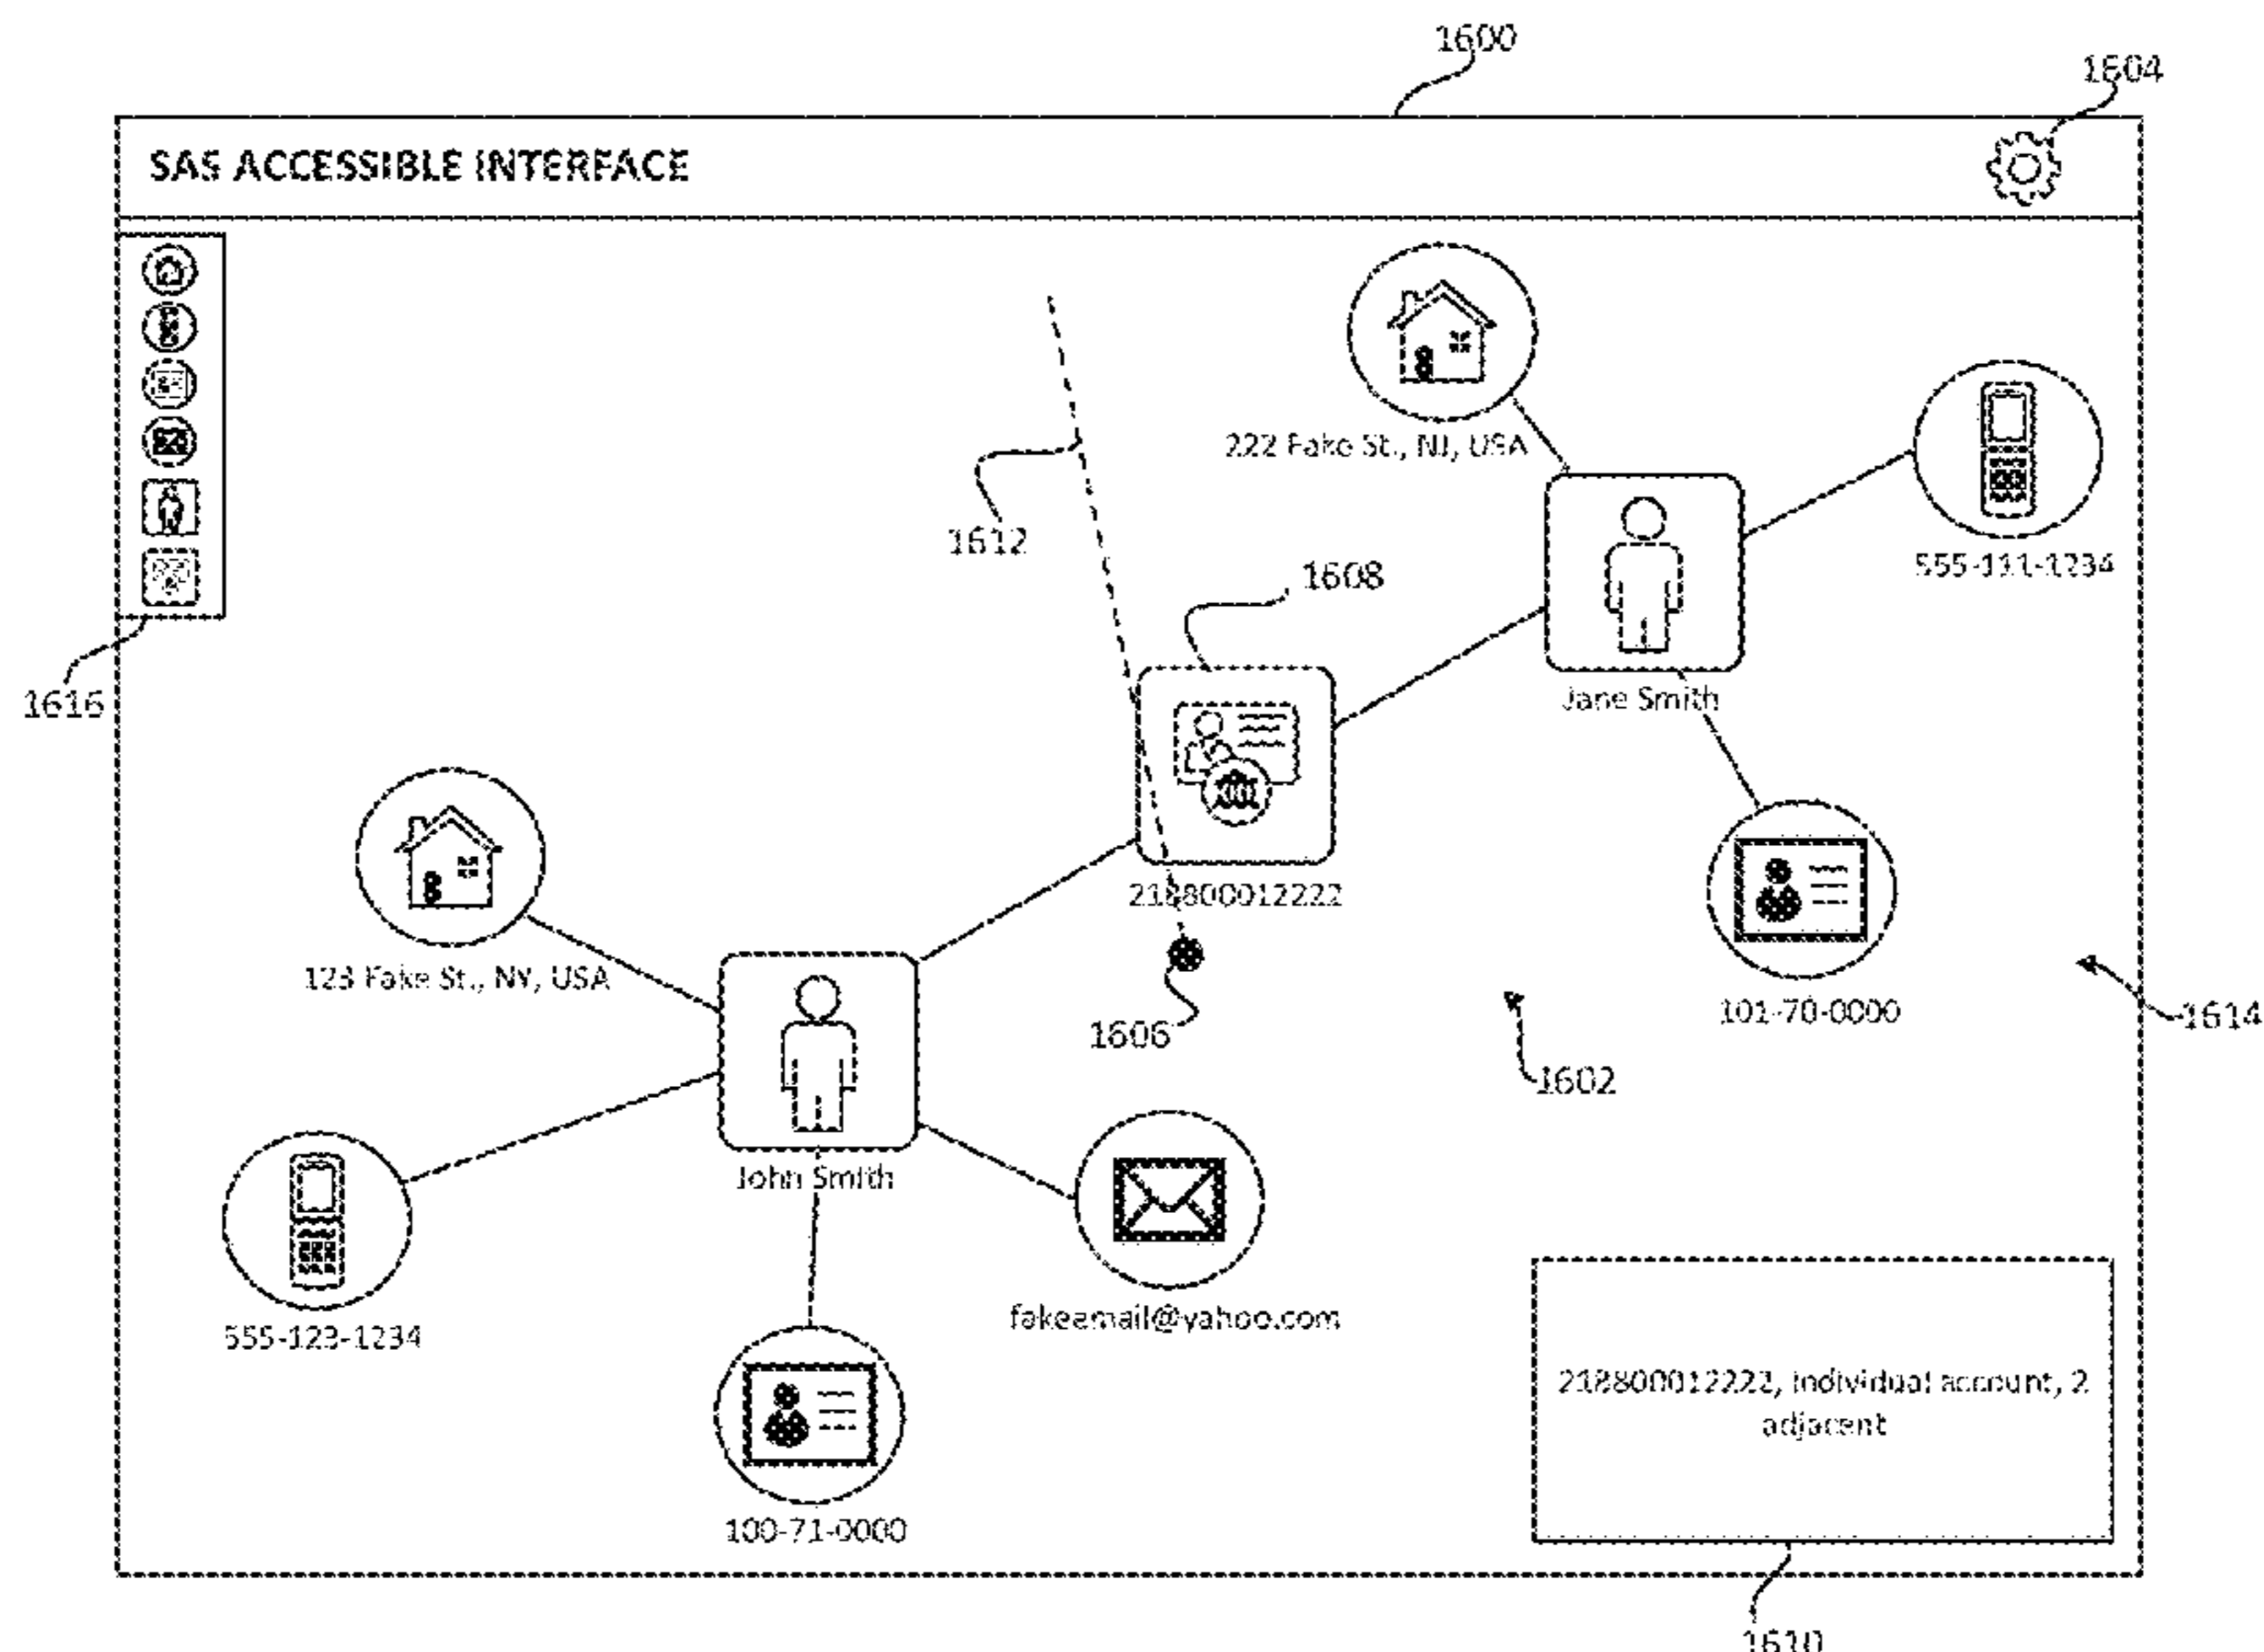 1600
1604
SAS ACCESSIBLE INTERFACE
222 Fake St., NJ, USA
1612
1608
555-111-1234
Jane Smith
1616
218800012222
123 Fake St., NY, USA
1606
101-70-0000
1614
1602
John Smith
fakeemail@yahoo.com
555-123-1234
218800012222, individual account, 2
adjacent
100-71-0000
1610